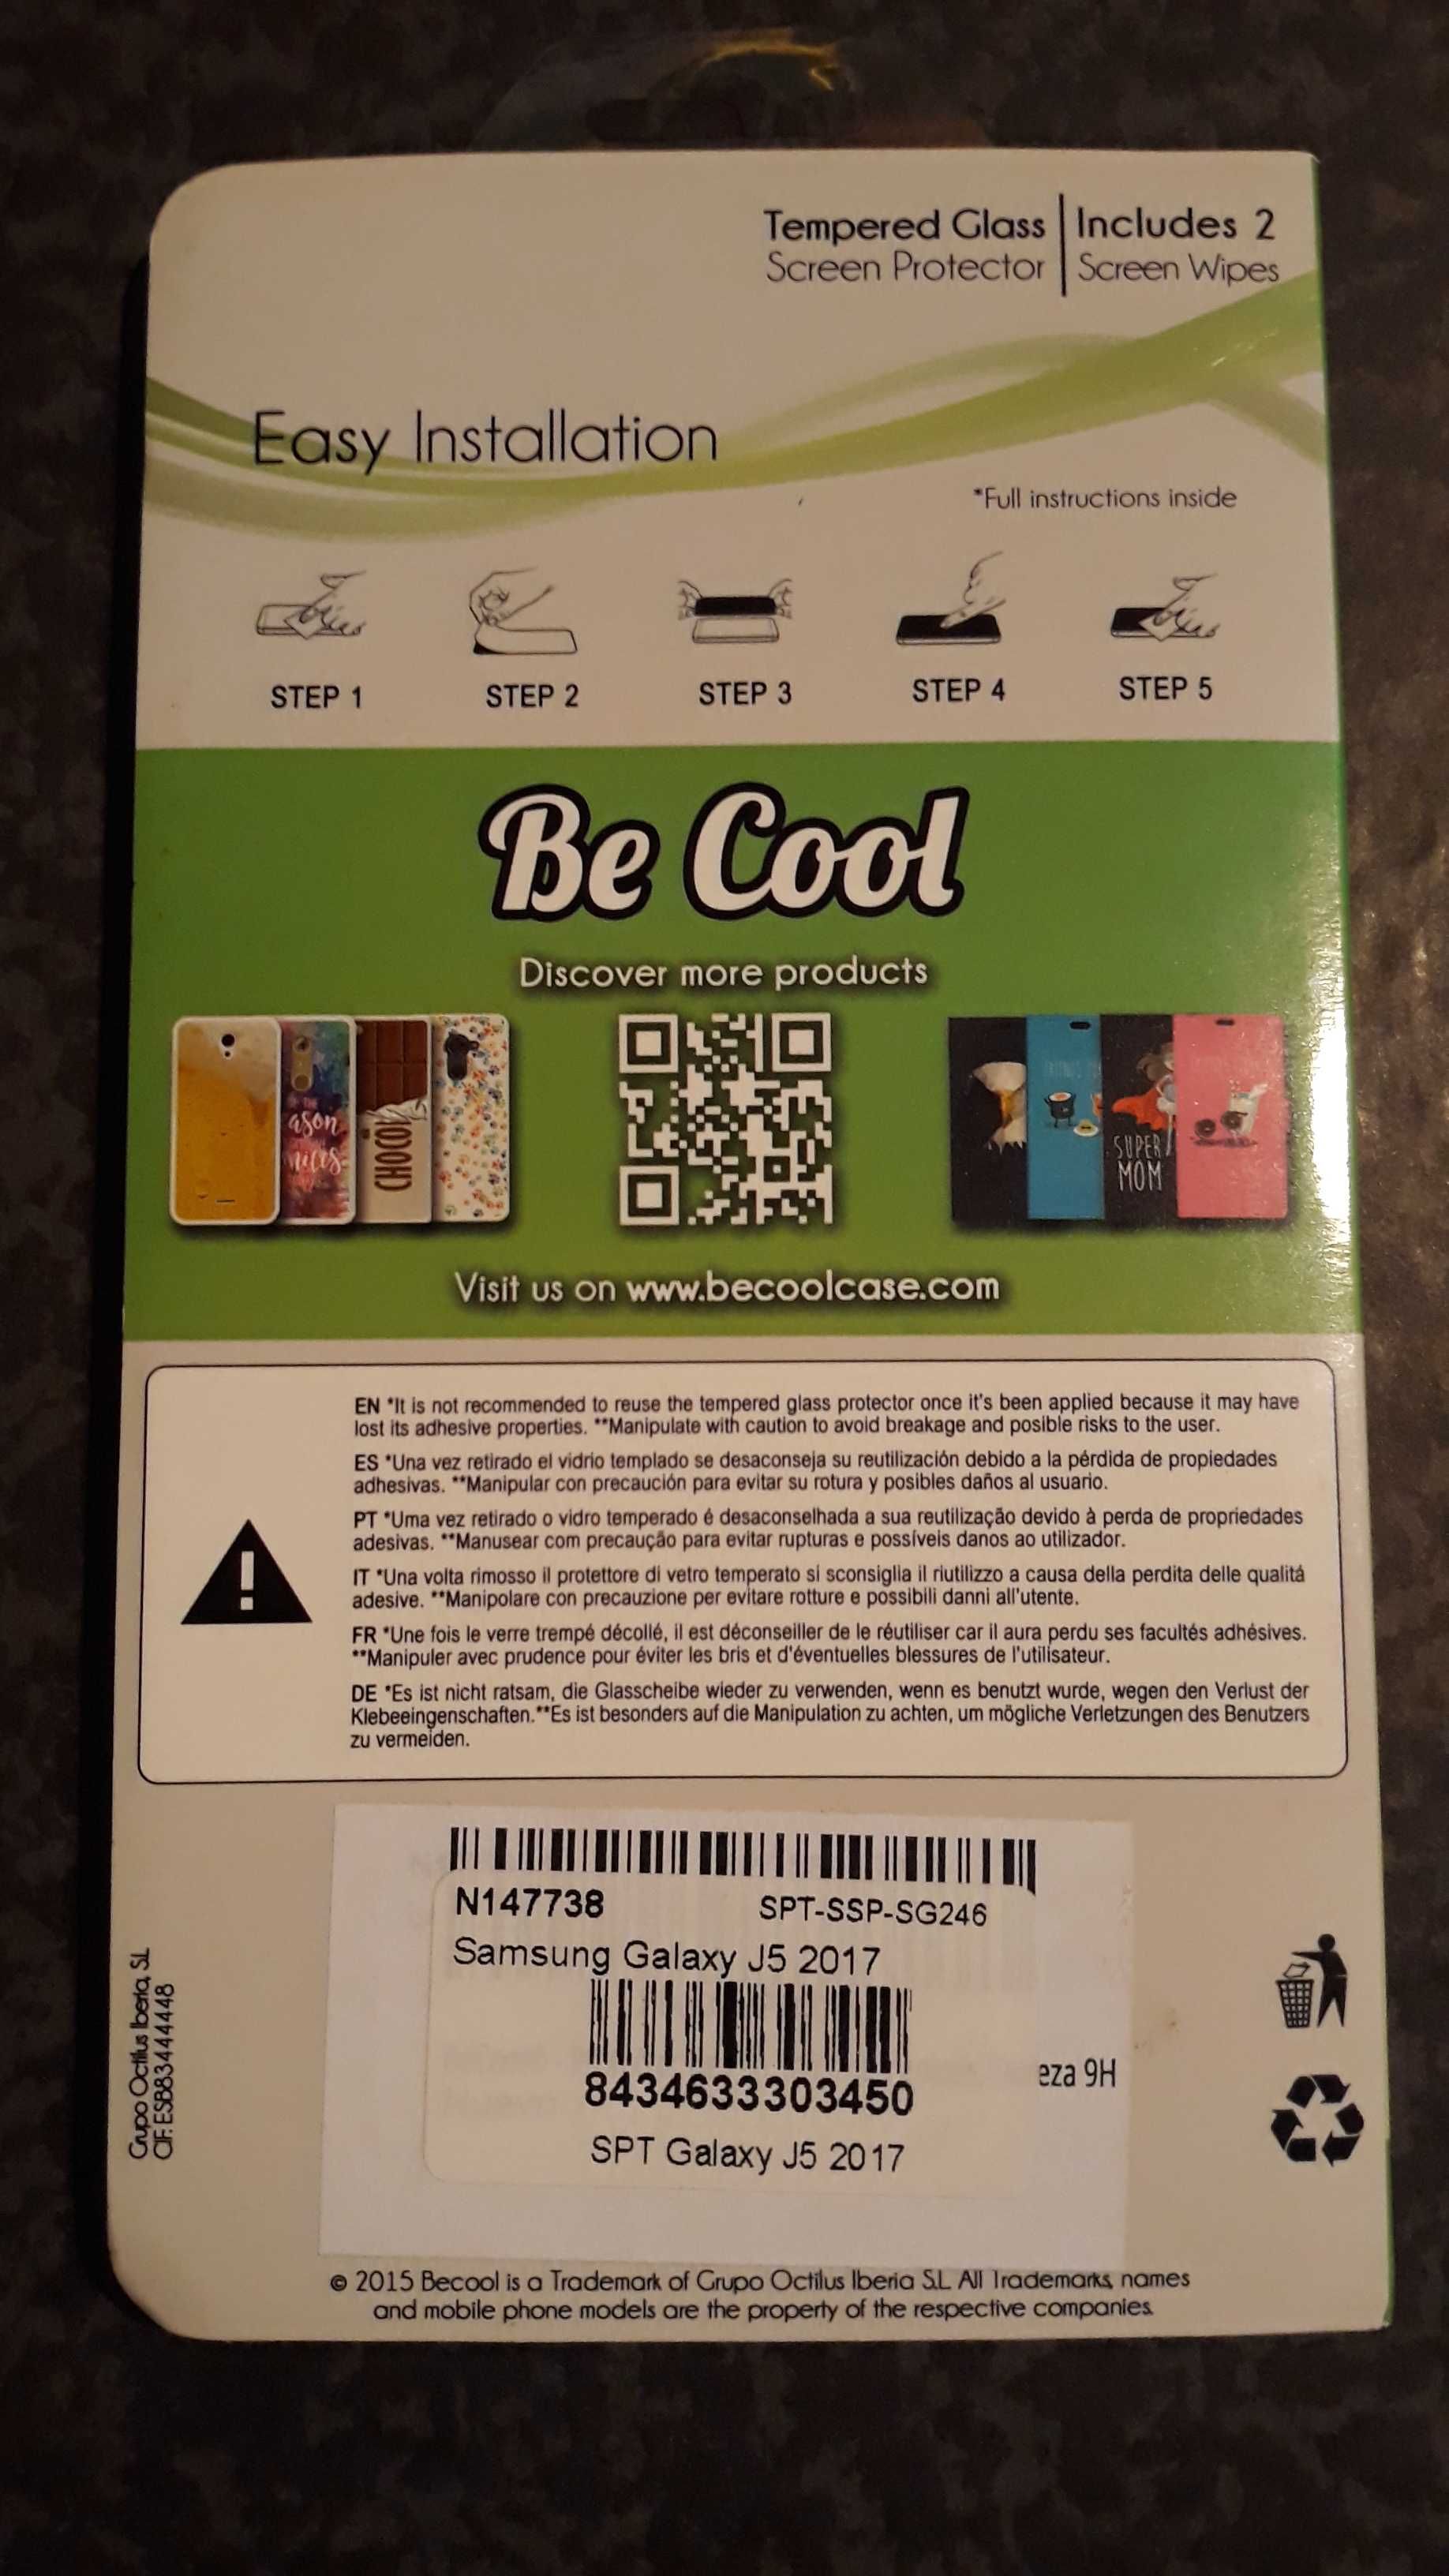 Tempered Glass | Includes 2
Screen Protector | Screen Wipes
Easy Installation
*Full instructions inside
STEP 1 STEP 2 STEP 3 STEP 4 STEP 5
Be Cool
Discover more products
CHOCOL
SUPER
MOM
Visit us on www.becoolcase.com
EN *It is not recommended to reuse the tempered glass protector once it's been applied because it may have
lost its adhesive properties. **Manipulate with caution to avoid breakage and posible risks to the user.
ES *Una vez retirado el vidrio templado se desaconseja su reutilización debido a la pérdida de propiedades
adhesivas. **Manipular con precaución para evitar su rotura y posibles daños al usuario.
PT *Uma vez retirado o vidro temperado é desaconselhada a sua reutilização devido à perda de propriedades
adesivas. **Manusear com precaução para evitar rupturas e possíveis danos ao utilizador.
IT *Una volta rimosso il protettore di vetro temperato si sconsiglia il riutilizzo a causa della perdita delle qualitá
adesive. **Manipolare con precauzione per evitare rotture e possibili danni all'utente.
FR *Une fois le verre trempé décollé, il est déconseiller de le réutiliser car il aura perdu ses facultés adhésives.
**Manipuler avec prudence pour éviter les bris et d'éventuelles blessures de l'utilisateur.
DE *Es ist nicht ratsam, die Glasscheibe wieder zu verwenden, wenn es benutzt wurde, wegen den Verlust der
Klebeeingenschaften.**Es ist besonders auf die Manipulation zu achten, um mögliche Verletzungen des Benutzers
zu vermeiden.
N147738 SPT-SSP-SG246
Samsung Galaxy J5 2017
8434633303450
eza 9H
SPT Galaxy J5 2017
Grupo Octilus Iberia, S.L
CIF: ESB83444448
© 2015 Becool is a Trademark of Grupo Octilus Iberia S.L All Trademarks, names
and mobile phone models are the property of the respective companies.